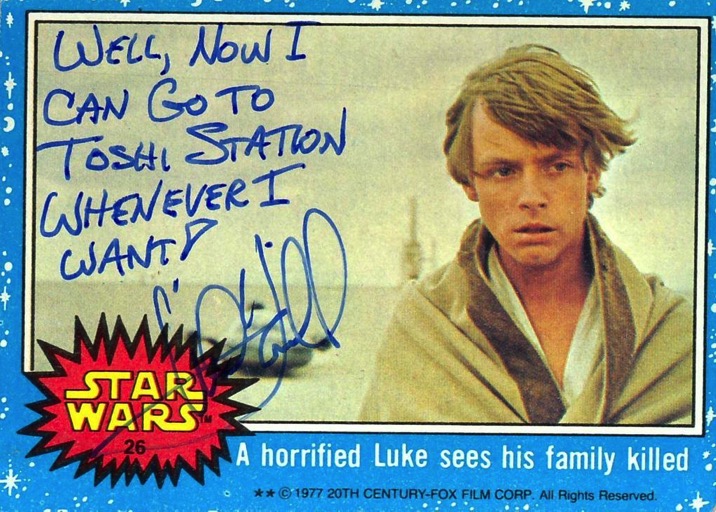 WELL, NOW I
CAN GO TO
TOSHI STATION
WHENEVER I
WANT!
STAR
WARS™
26
A horrified Luke sees his family killed
★★ © 1977 20TH CENTURY-FOX FILM CORP. All Rights Reserved.